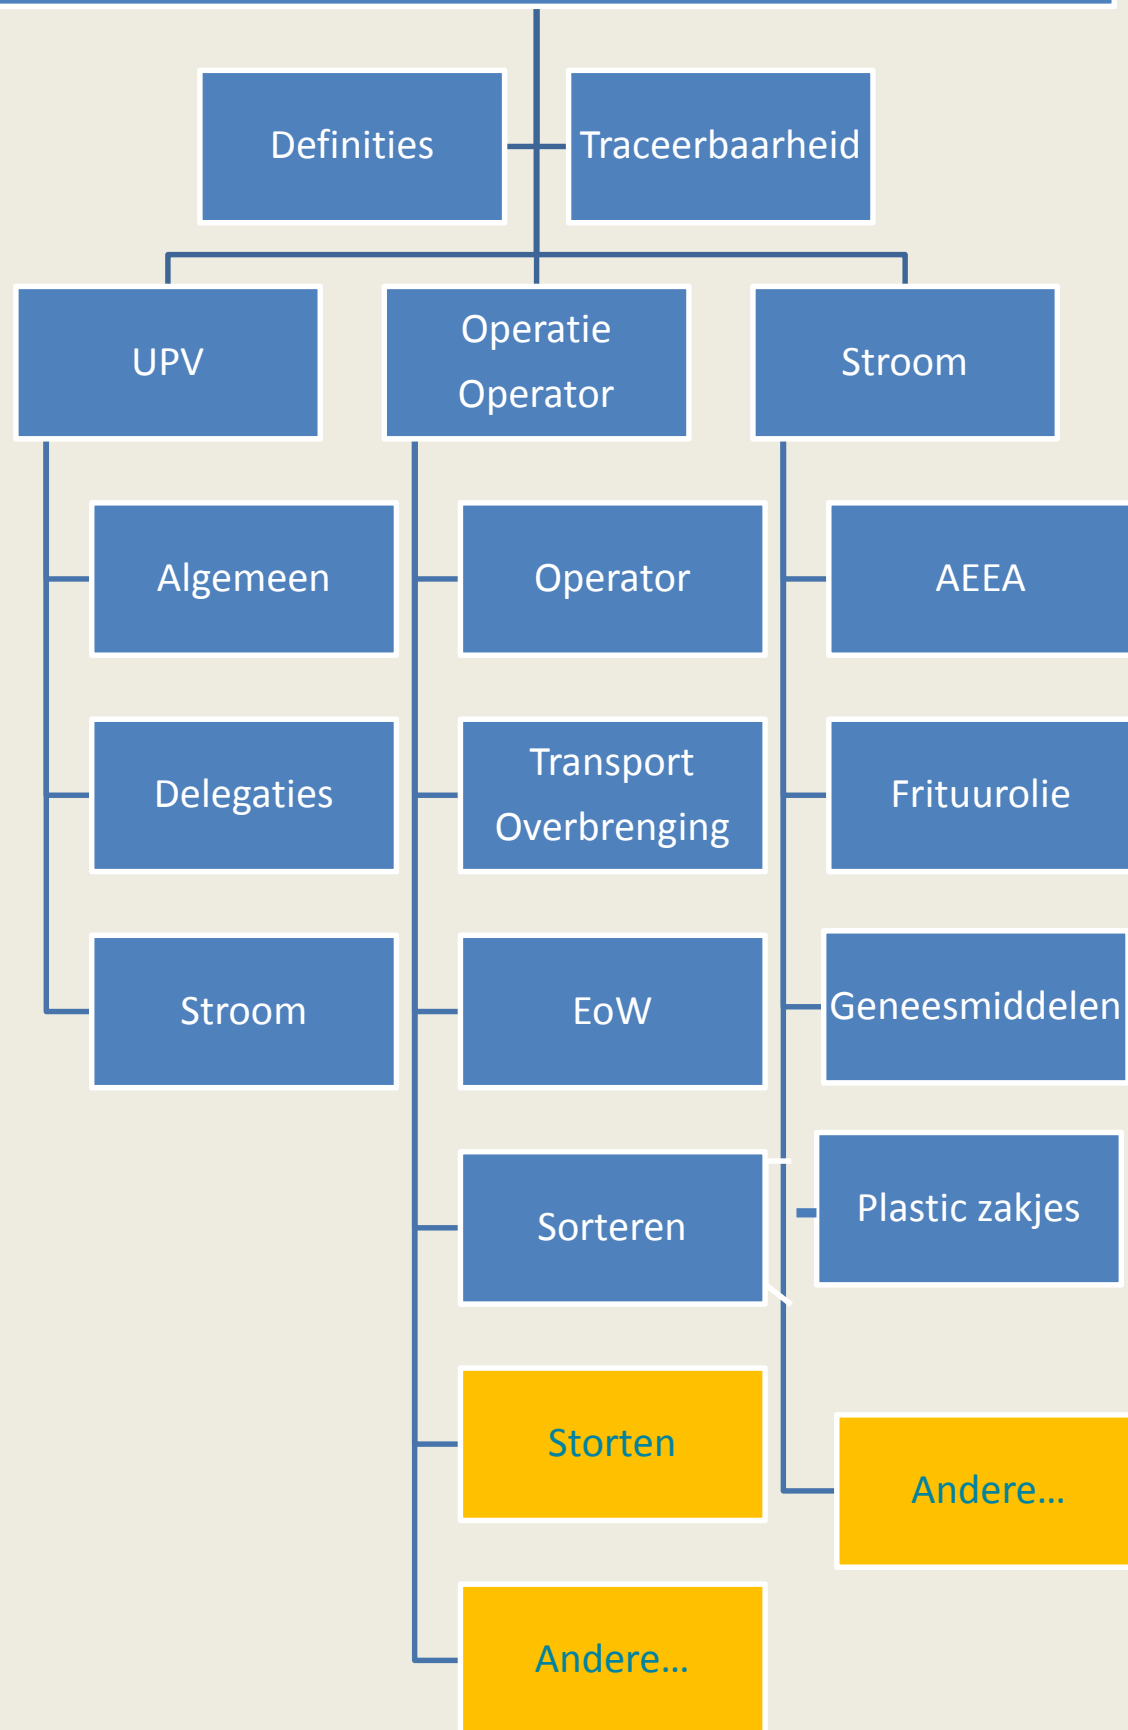 Definities
Traceerbaarheid
UPV
Operatie
Operator
Stroom
Algemeen
Operator
AEEA
Delegaties
Transport
Overbrenging
Frituurolie
Stroom
EoW
Geneesmiddelen
Sorteren
Plastic zakjes
Storten
Andere...
Andere...